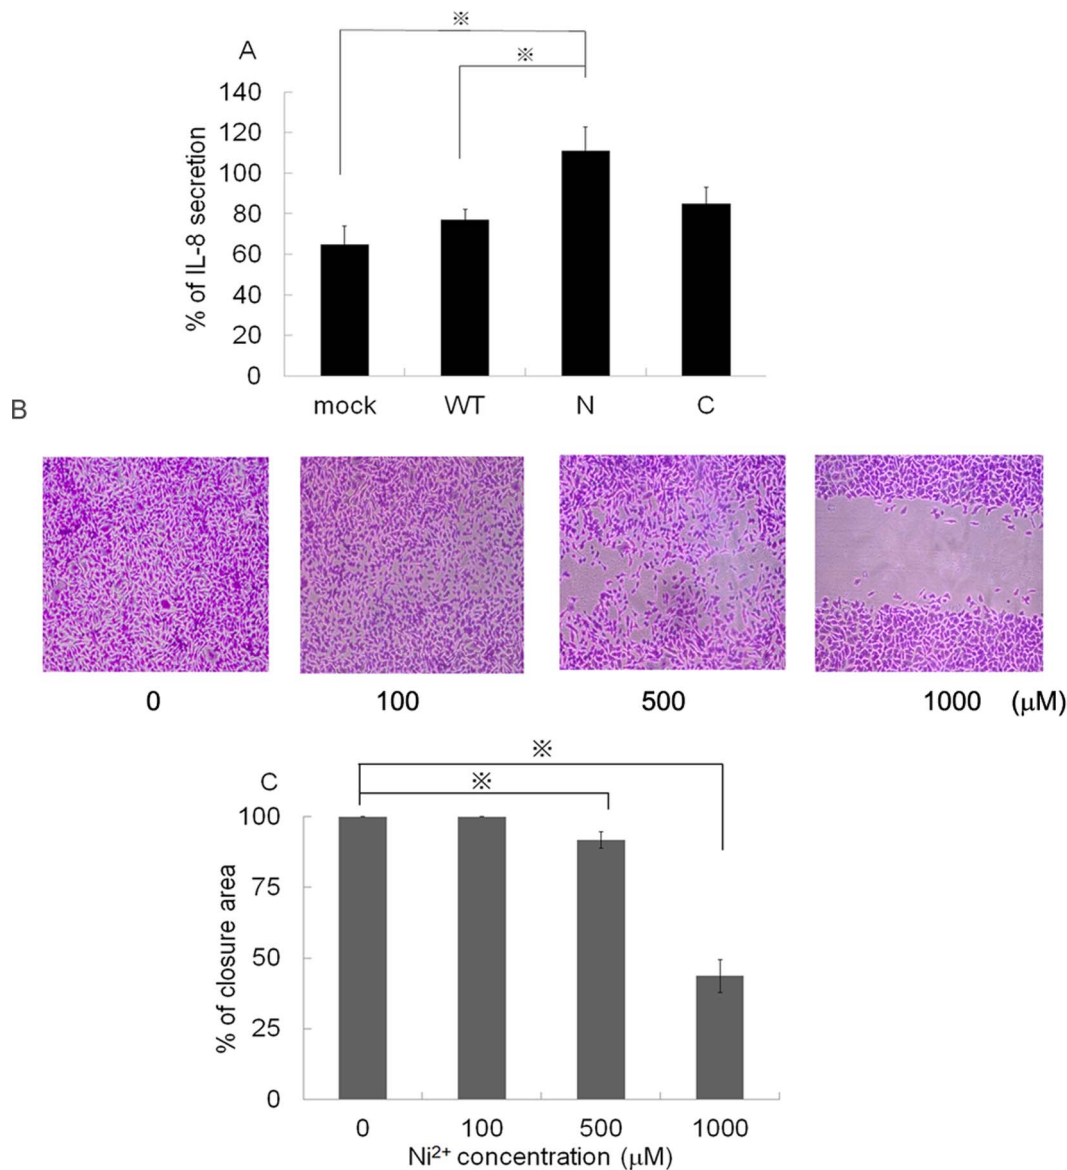 ※
A
※
140
120
100
80
60
40
20
0
% of IL-8 secretion
mock WT N C
B
0 100 500 1000 (μM)
※
C
※
100
75
50
25
0
% of closure area
0 100 500 1000
Ni²⁺ concentration (μM)